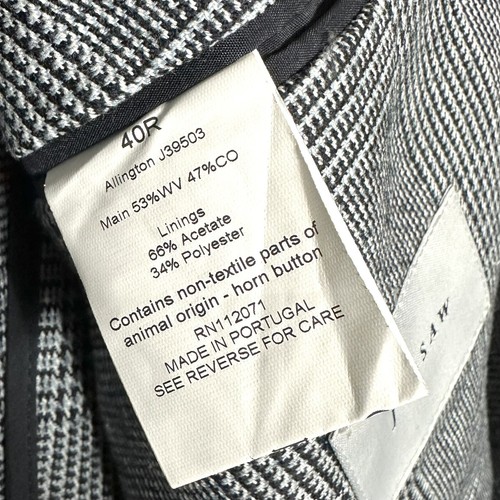 40R
Allington J39503
Main 53%WV 47%CO
Linings
66% Acetate
34% Polyester
Contains non-textile parts of
animal origin - horn button
RN112071
MADE IN PORTUGAL
SEE REVERSE FOR CARE
SAW